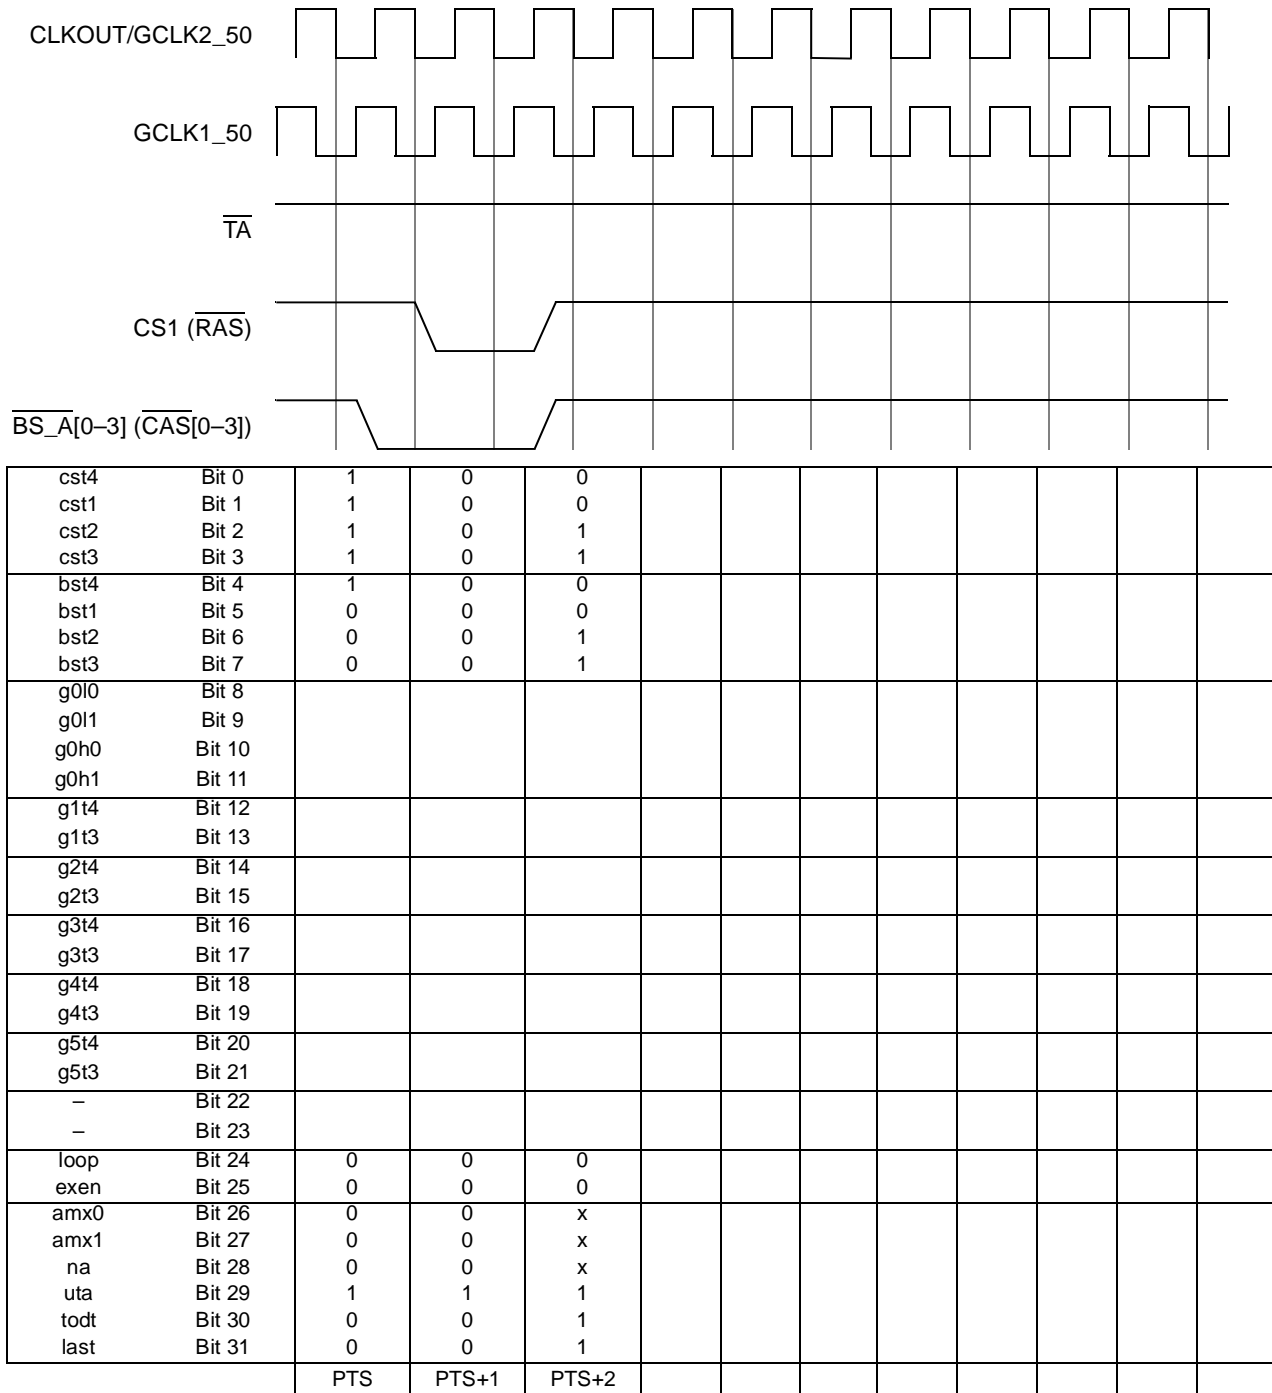 CLKOUT/GCLK2_50
GCLK1_50
TA
CS1 (RAS)
BS_A[0–3] (CAS[0–3])
cst4 Bit 0 1 0 0
cst1 Bit 1 1 0 0
cst2 Bit 2 1 0 1
cst3 Bit 3 1 0 1
bst4 Bit 4 1 0 0
bst1 Bit 5 0 0 0
bst2 Bit 6 0 0 1
bst3 Bit 7 0 0 1
g0l0 Bit 8
g0l1 Bit 9
g0h0 Bit 10
g0h1 Bit 11
g1t4 Bit 12
g1t3 Bit 13
g2t4 Bit 14
g2t3 Bit 15
g3t4 Bit 16
g3t3 Bit 17
g4t4 Bit 18
g4t3 Bit 19
g5t4 Bit 20
g5t3 Bit 21
– Bit 22
– Bit 23
loop Bit 24 0 0 0
exen Bit 25 0 0 0
amx0 Bit 26 0 0 x
amx1 Bit 27 0 0 x
na Bit 28 0 0 x
uta Bit 29 1 1 1
todt Bit 30 0 0 1
last Bit 31 0 0 1
PTS PTS+1 PTS+2